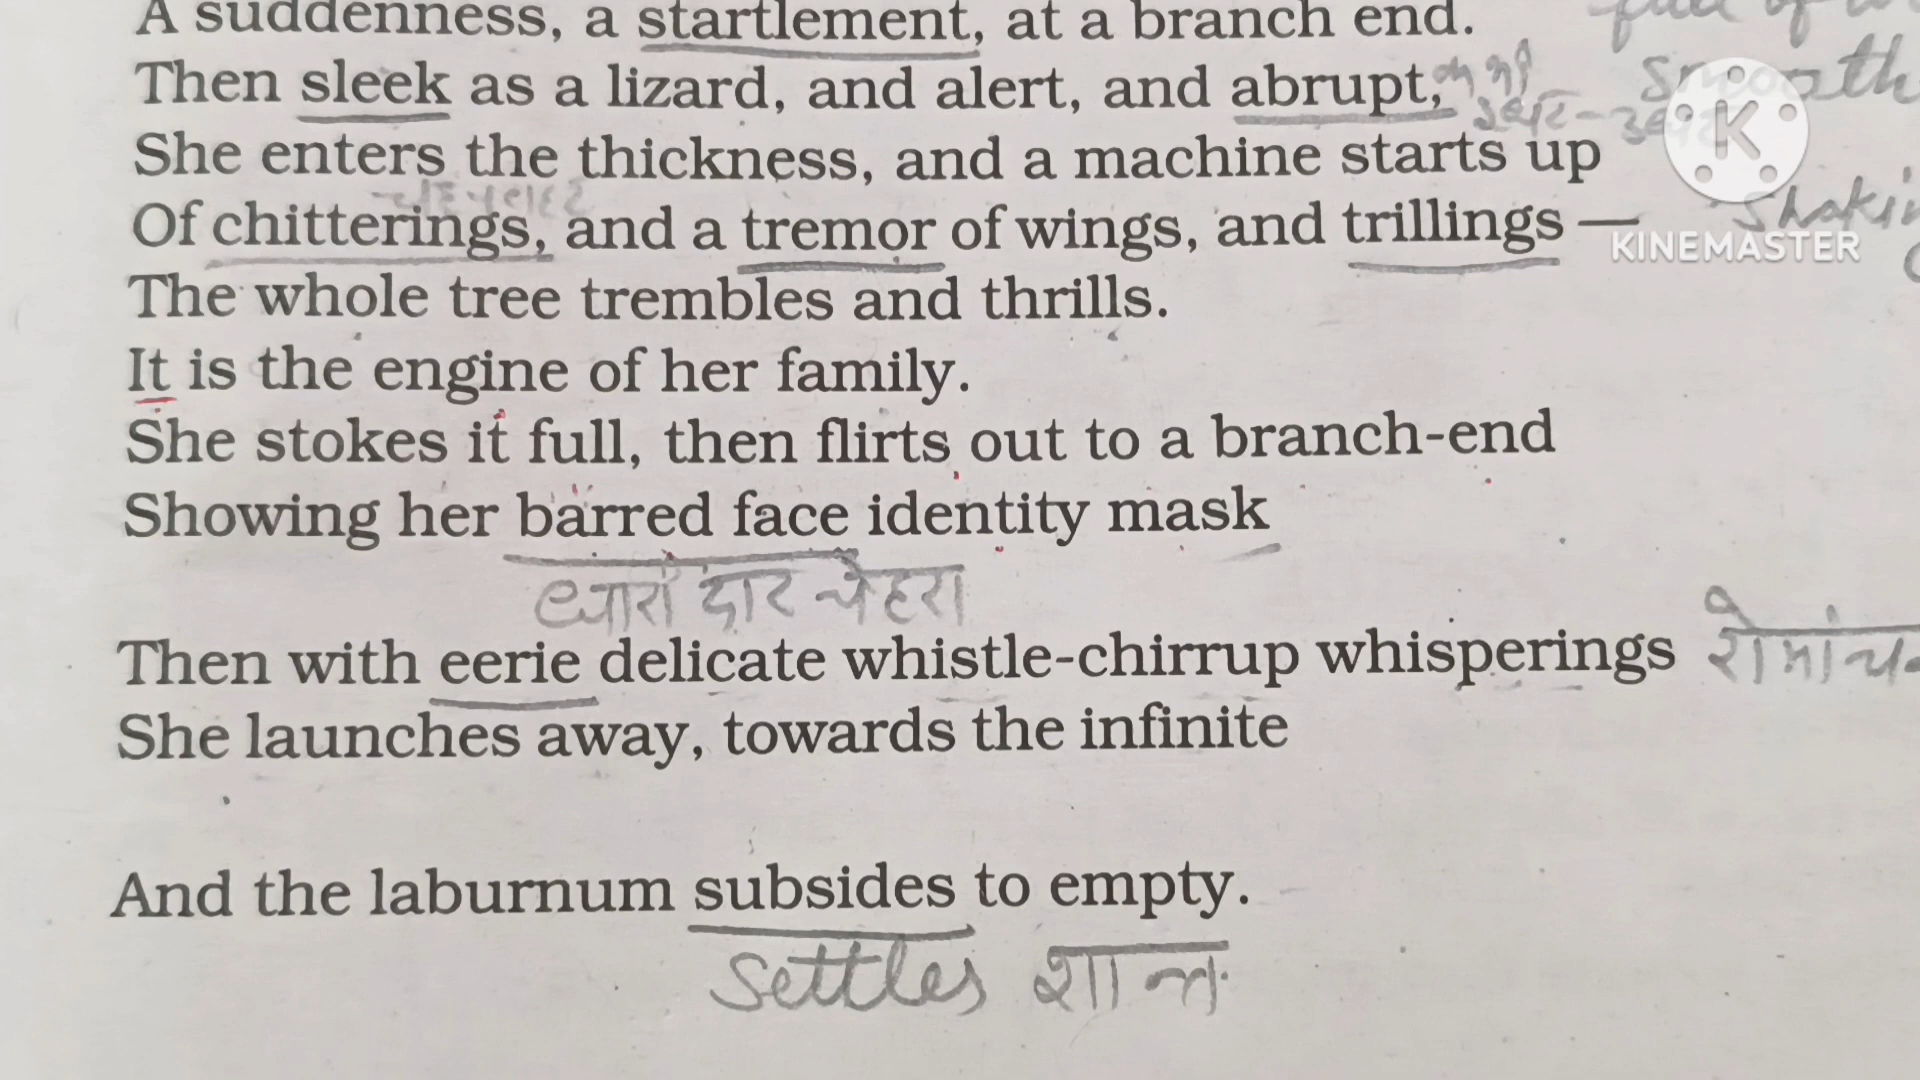 A suddenness, a startlement, at a branch end.
Then sleek as a lizard, and alert, and abrupt,
smooth
She enters the thickness, and a machine starts up
चहचहाहट
Of chitterings, and a tremor of wings, and trillings —
KINEMASTER
The whole tree trembles and thrills.
It is the engine of her family.
She stokes it full, then flirts out to a branch-end
Showing her barred face identity mask
धारी दार चेहरा
Then with eerie delicate whistle-chirrup whisperings
She launches away, towards the infinite
And the laburnum subsides to empty.
settles शान्त